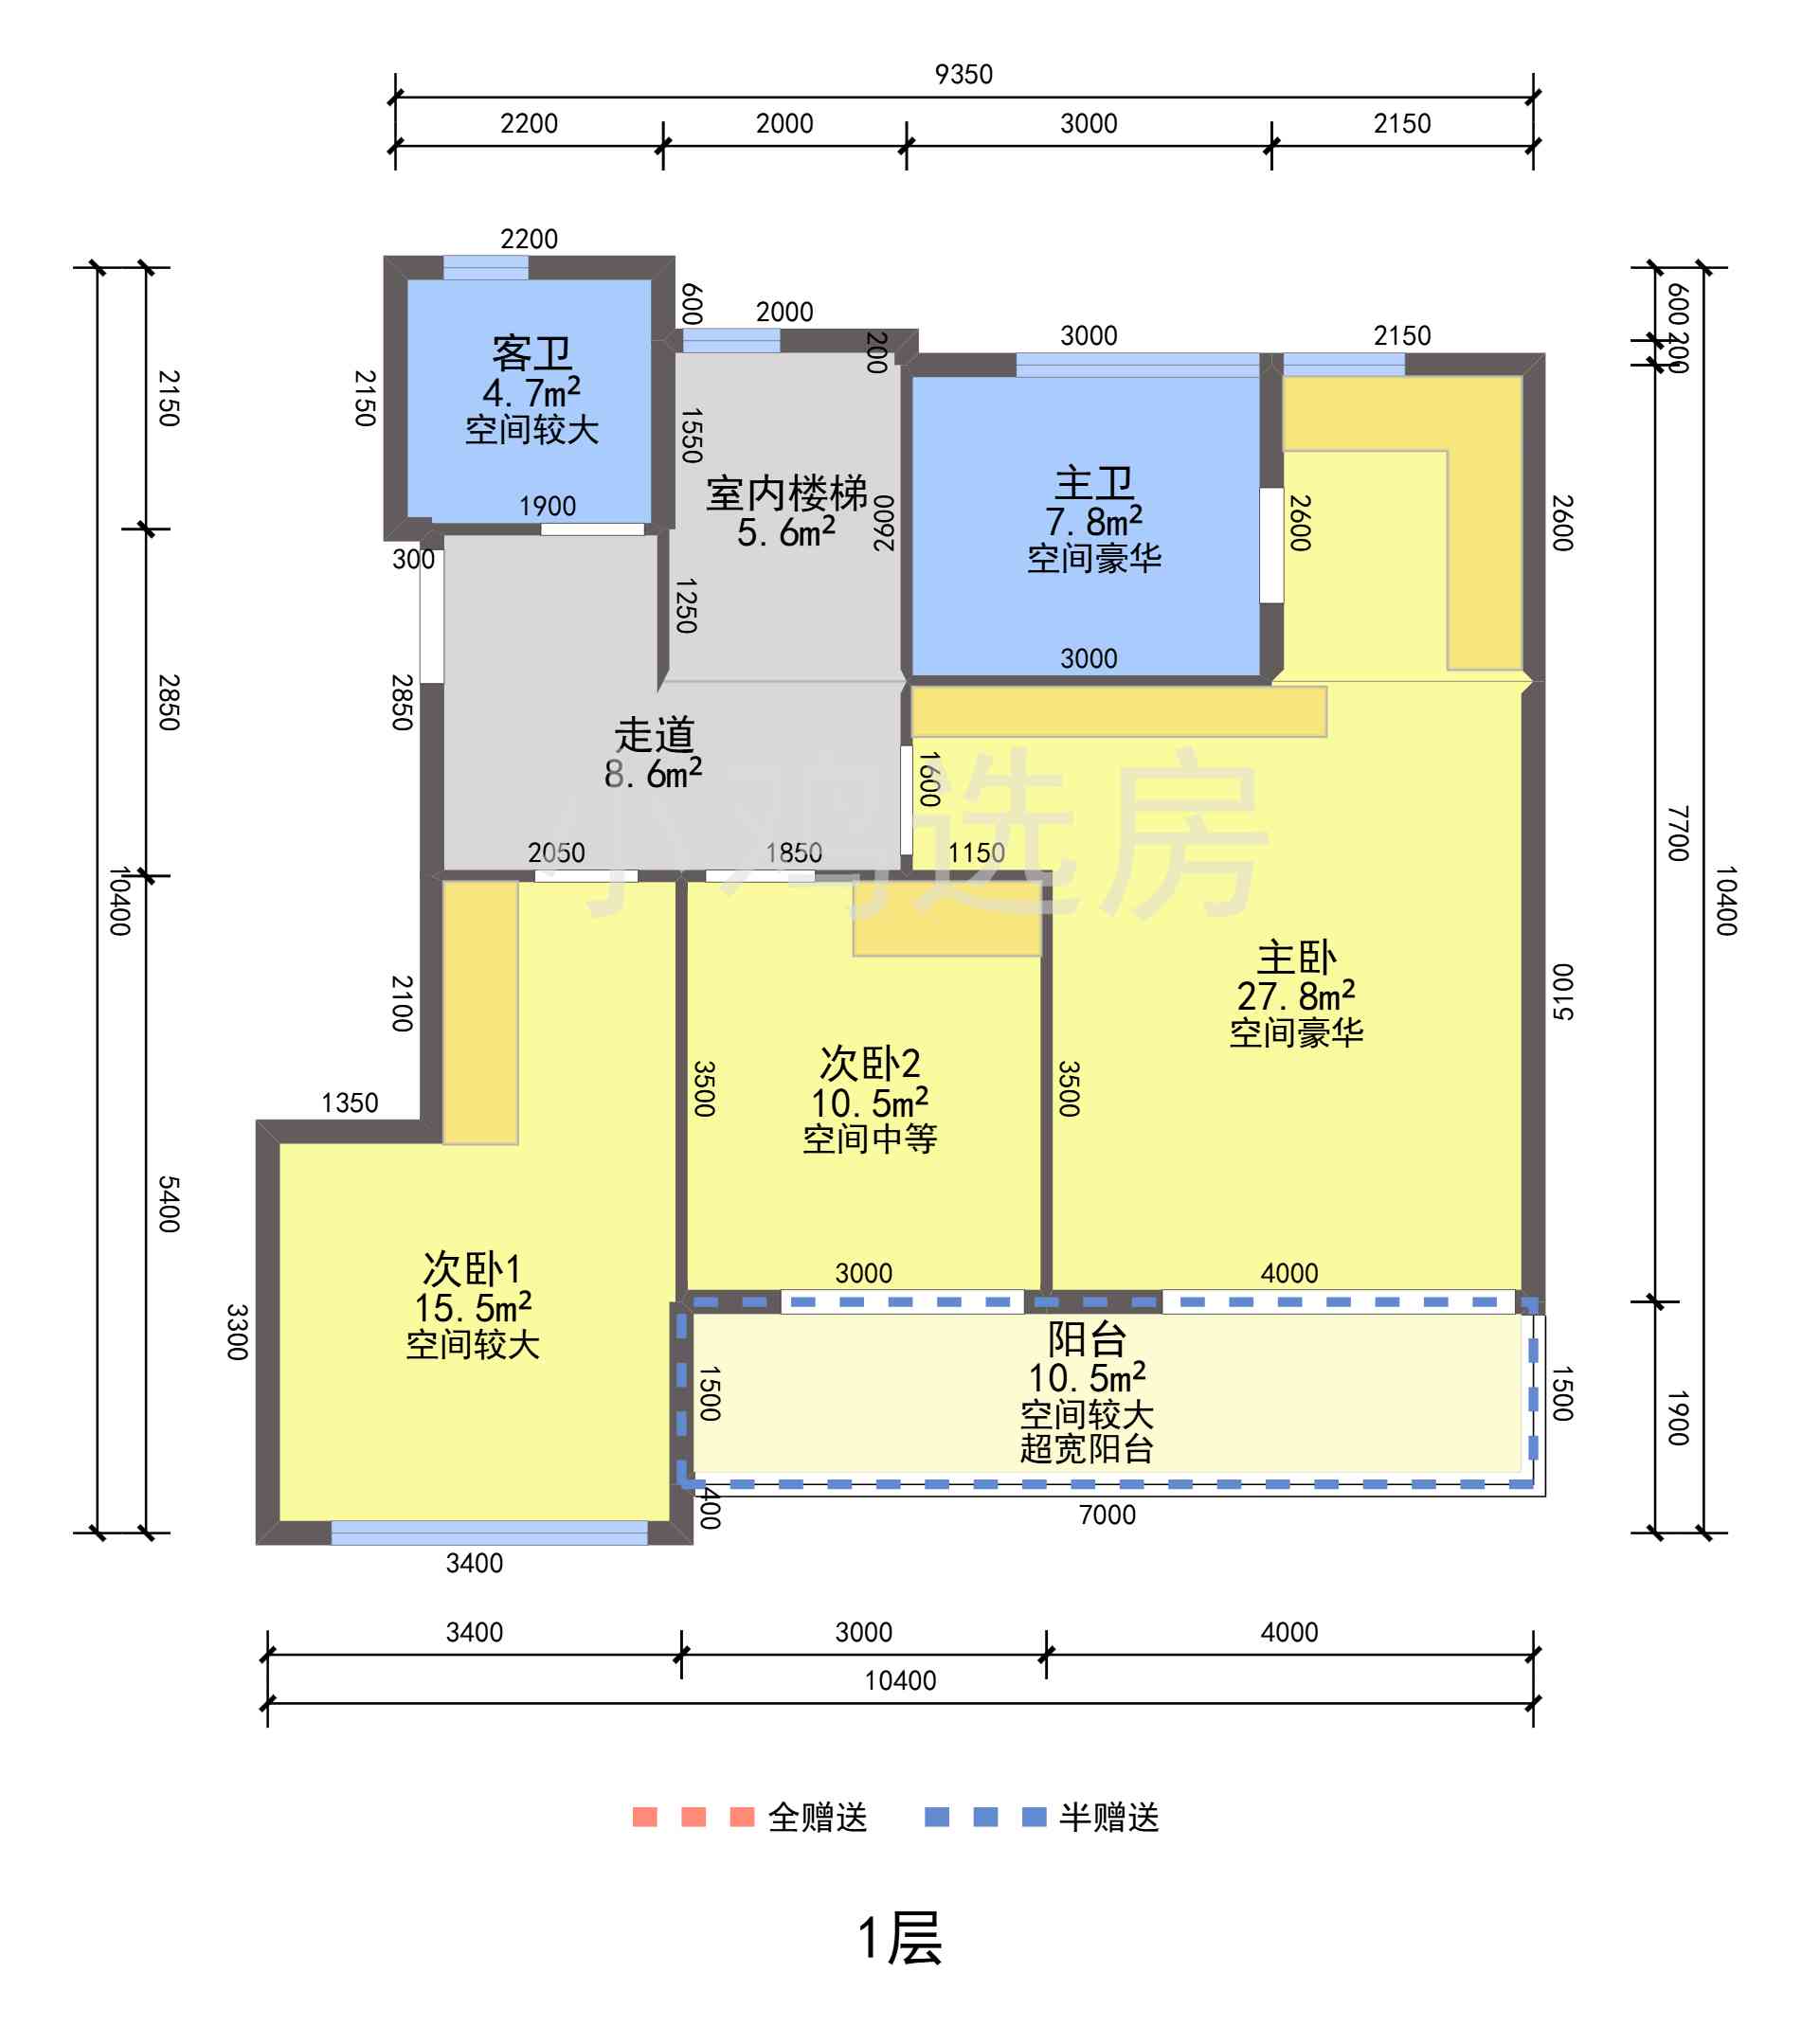 9350
2200
2000
3000
2150
2200
600
2000
200
3000
2150
600
200
客卫
4.7m²
空间较大
2150
2150
1550
室内楼梯
5.6m²
2600
主卫
7.8m²
空间豪华
2600
2600
1900
300
1250
3000
2850
2850
走道
8.6m²
1600
7700
小鸡选房
2050
1850
1150
10400
10400
2100
主卧
27.8m²
空间豪华
5100
1350
3500
次卧2
10.5m²
空间中等
3500
5400
次卧1
15.5m²
空间较大
3300
3000
4000
阳台
10.5m²
空间较大
超宽阳台
1500
1500
1900
400
7000
3400
3400
3000
4000
10400
全赠送
半赠送
1层